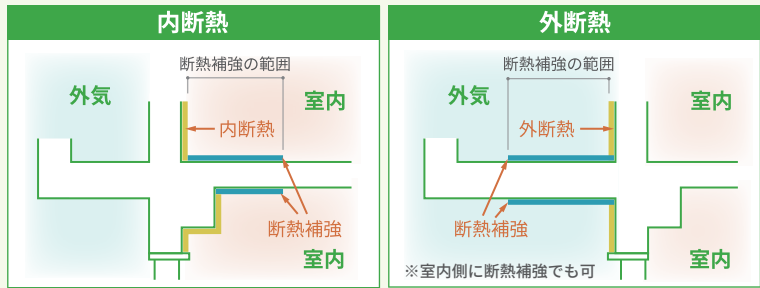 内断熱
断熱補強の範囲
外気
室内
内断熱
断熱補強
室内
外断熱
断熱補強の範囲
外気
室内
外断熱
断熱補強
室内
※室内側に断熱補強でも可